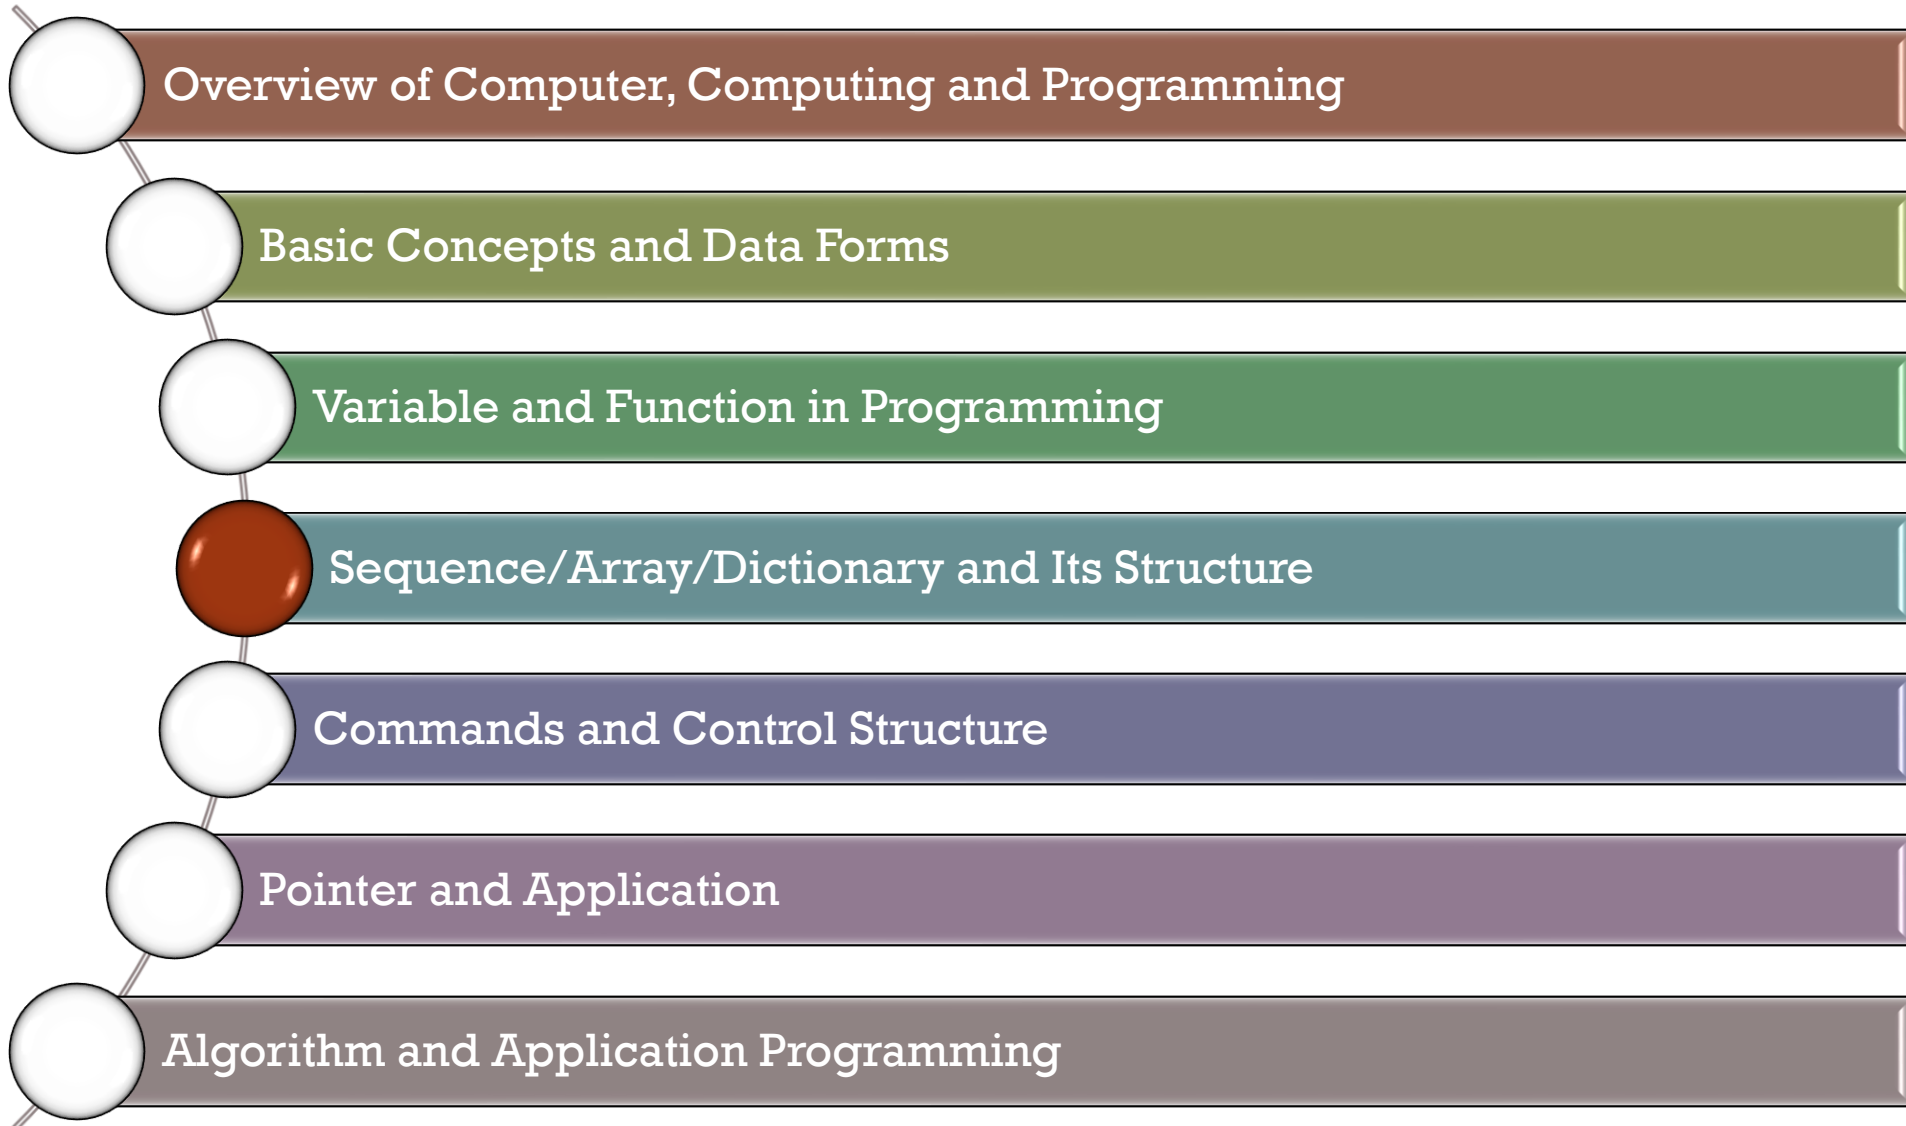 Overview of Computer, Computing and Programming
Basic Concepts and Data Forms
Variable and Function in Programming
Sequence/Array/Dictionary and Its Structure
Commands and Control Structure
Pointer and Application
Algorithm and Application Programming